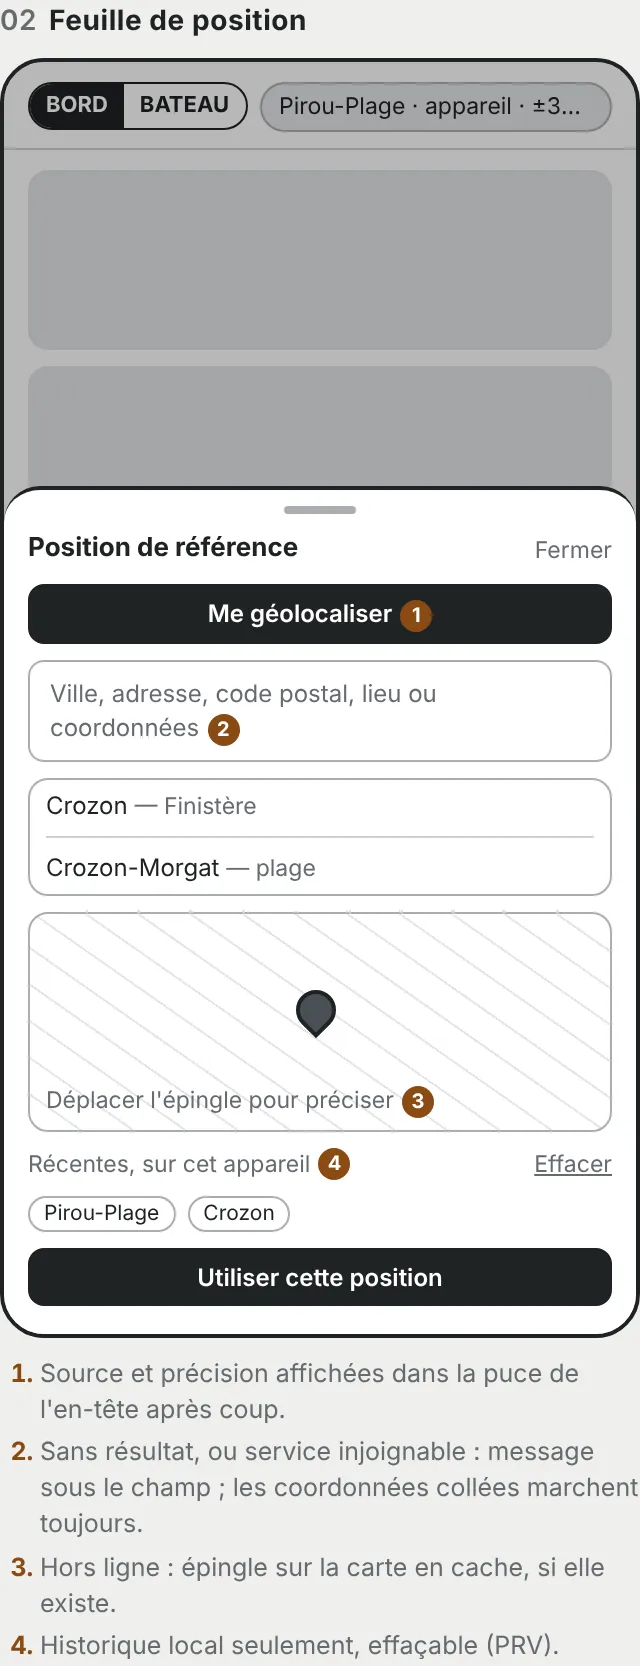 02 Feuille de position
BORD BATEAU Pirou-Plage · appareil · ±3...
Position de référence Fermer
Me géolocaliser 1
Ville, adresse, code postal, lieu ou
coordonnées 2
Crozon — Finistère
Crozon-Morgat — plage
Déplacer l'épingle pour préciser 3
Récentes, sur cet appareil 4 Effacer
Pirou-Plage Crozon
Utiliser cette position
1. Source et précision affichées dans la puce de
l'en-tête après coup.
2. Sans résultat, ou service injoignable : message
sous le champ ; les coordonnées collées marchent
toujours.
3. Hors ligne : épingle sur la carte en cache, si elle
existe.
4. Historique local seulement, effaçable (PRV).